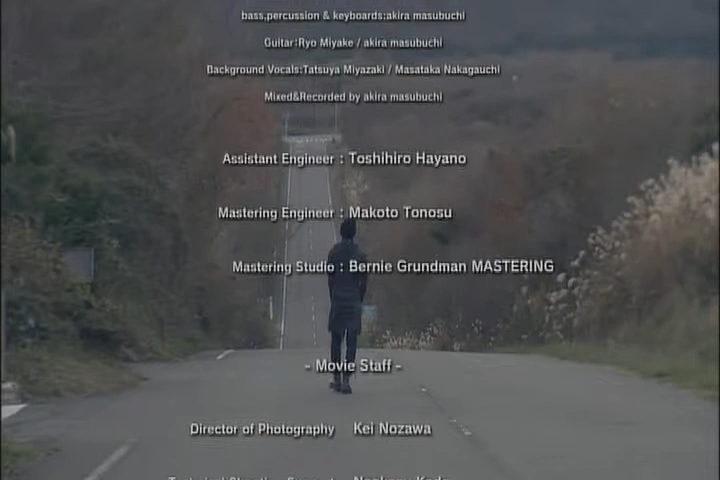 bass,percussion & keyboards:akira masubuchi
Guitar:Ryo Miyake / akira masubuchi
Background Vocals:Tatsuya Miyazaki / Masataka Nakagauchi
Mixed&Recorded by akira masubuchi
Assistant Engineer : Toshihiro Hayano
Mastering Engineer : Makoto Tonosu
Mastering Studio : Bernie Grundman MASTERING
- Movie Staff -
Director of Photography Kei Nozawa